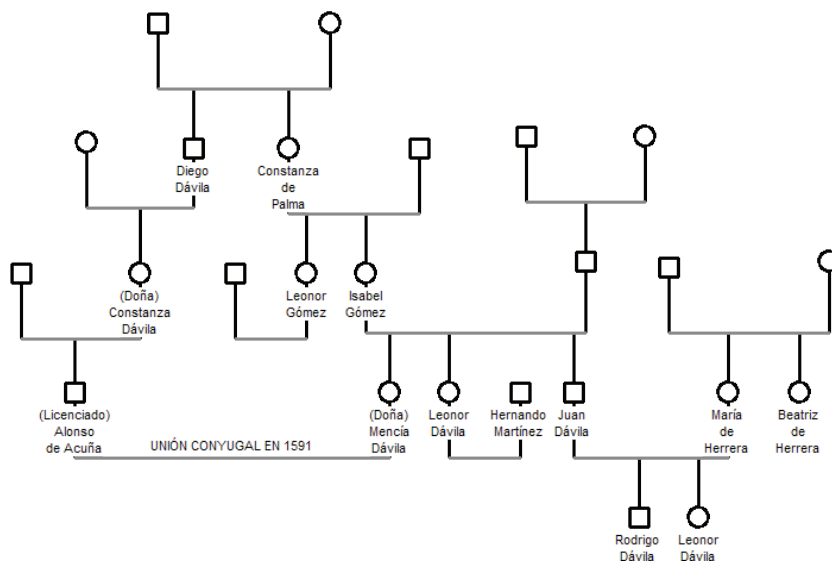 Diego
Dávila
Constanza
de
Palma
(Doña)
Constanza
Dávila
Leonor
Gómez
Isabel
Gómez
(Licenciado)
Alonso
de Acuña
UNIÓN CONYUGAL EN 1591
(Doña)
Mencía
Dávila
Leonor
Dávila
Hernando
Martínez
Juan
Dávila
María
de
Herrera
Beatriz
de
Herrera
Rodrigo
Dávila
Leonor
Dávila